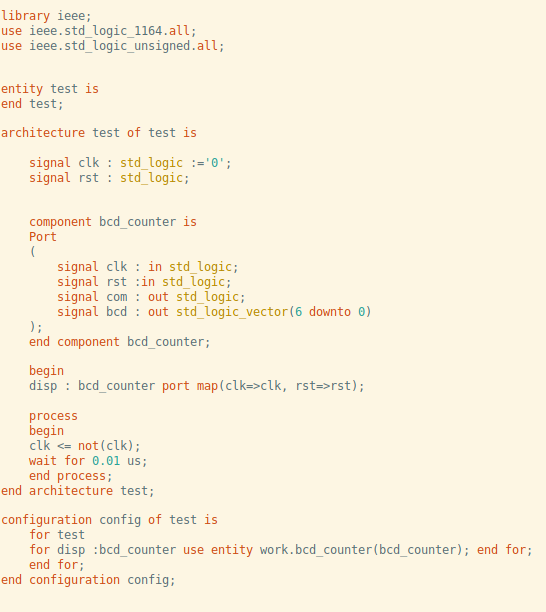 library ieee;
use ieee.std_logic_1164.all;
use ieee.std_logic_unsigned.all;
entity test is
end test;
architecture test of test is
signal clk : std_logic :='0';
signal rst : std_logic;
component bcd_counter is
Port
(
signal clk : in std_logic;
signal rst :in std_logic;
signal com : out std_logic;
signal bcd : out std_logic_vector(6 downto 0)
);
end component bcd_counter;
begin
disp : bcd_counter port map(clk=>clk, rst=>rst);
process
begin
clk <= not(clk);
wait for 0.01 us;
end process;
end architecture test;
configuration config of test is
for test
for disp :bcd_counter use entity work.bcd_counter(bcd_counter); end for;
end for;
end configuration config;